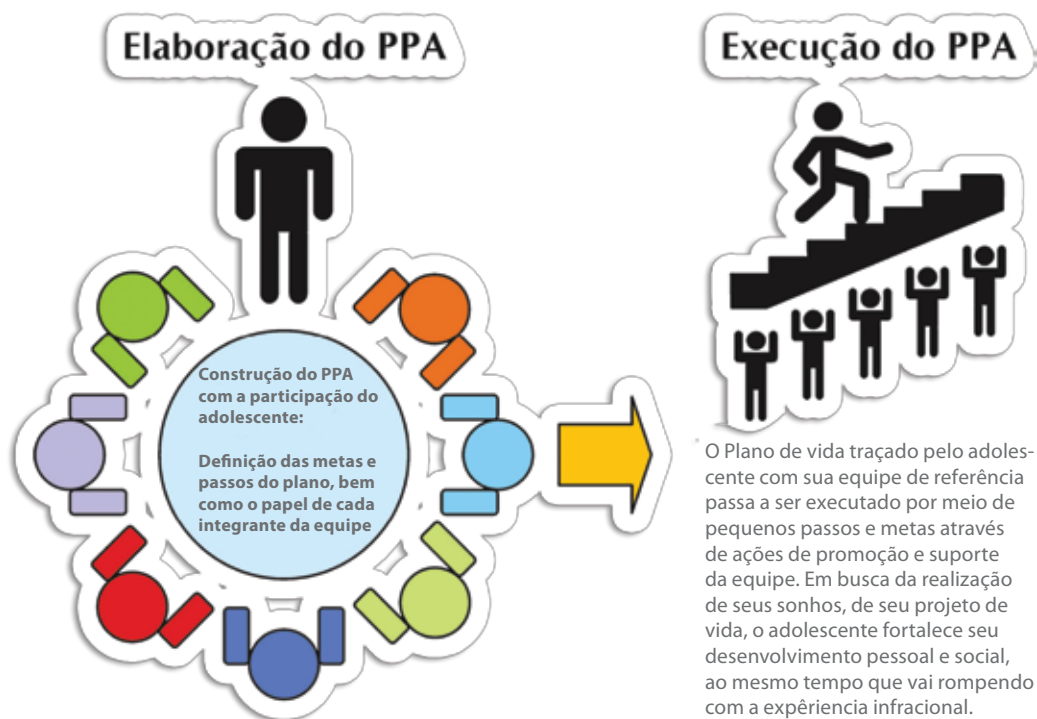 Elaboração do PPA
Construção do PPA
com a participação do
adolescente:
Definição das metas e
passos do plano, bem
como o papel de cada
integrante da equipe
Execução do PPA
O Plano de vida traçado pelo adoles-
cente com sua equipe de referência
passa a ser executado por meio de
pequenos passos e metas através
de ações de promoção e suporte
da equipe. Em busca da realização
de seus sonhos, de seu projeto de
vida, o adolescente fortalece seu
desenvolvimento pessoal e social,
ao mesmo tempo que vai rompendo
com a expêriencia infracional.